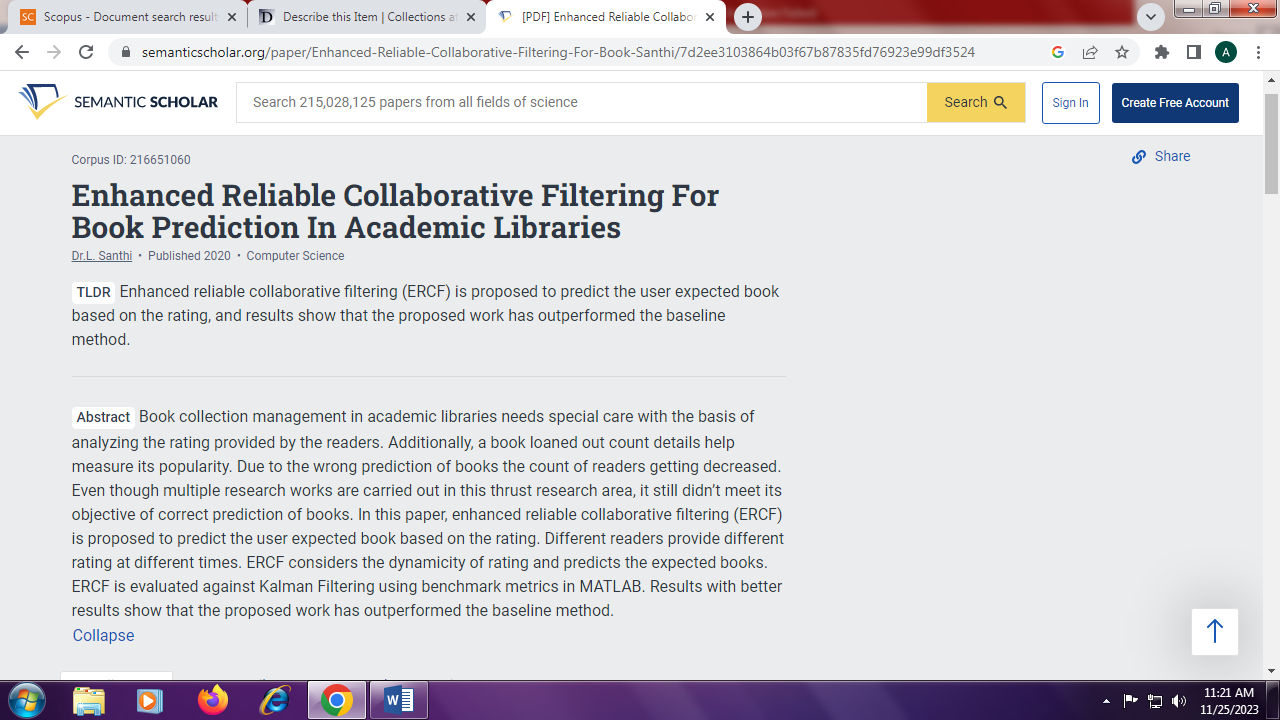 Scopus - Document search result
Describe this Item | Collections at
[PDF] Enhanced Reliable Collabor
semanticscholar.org/paper/Enhanced-Reliable-Collaborative-Filtering-For-Book-Santhi/7d2ee3103864b03f67b87835fd76923e99df3524
A
SEMANTIC SCHOLAR
Search 215,028,125 papers from all fields of science
Search
Sign In
Create Free Account
Corpus ID: 216651060
Share
Enhanced Reliable Collaborative Filtering For
Book Prediction In Academic Libraries
Dr.L. Santhi • Published 2020 • Computer Science
TLDR Enhanced reliable collaborative filtering (ERCF) is proposed to predict the user expected book
based on the rating, and results show that the proposed work has outperformed the baseline
method.
Abstract Book collection management in academic libraries needs special care with the basis of
analyzing the rating provided by the readers. Additionally, a book loaned out count details help
measure its popularity. Due to the wrong prediction of books the count of readers getting decreased.
Even though multiple research works are carried out in this thrust research area, it still didn’t meet its
objective of correct prediction of books. In this paper, enhanced reliable collaborative filtering (ERCF)
is proposed to predict the user expected book based on the rating. Different readers provide different
rating at different times. ERCF considers the dynamicity of rating and predicts the expected books.
ERCF is evaluated against Kalman Filtering using benchmark metrics in MATLAB. Results with better
results show that the proposed work has outperformed the baseline method.
Collapse
11:21 AM
11/25/2023